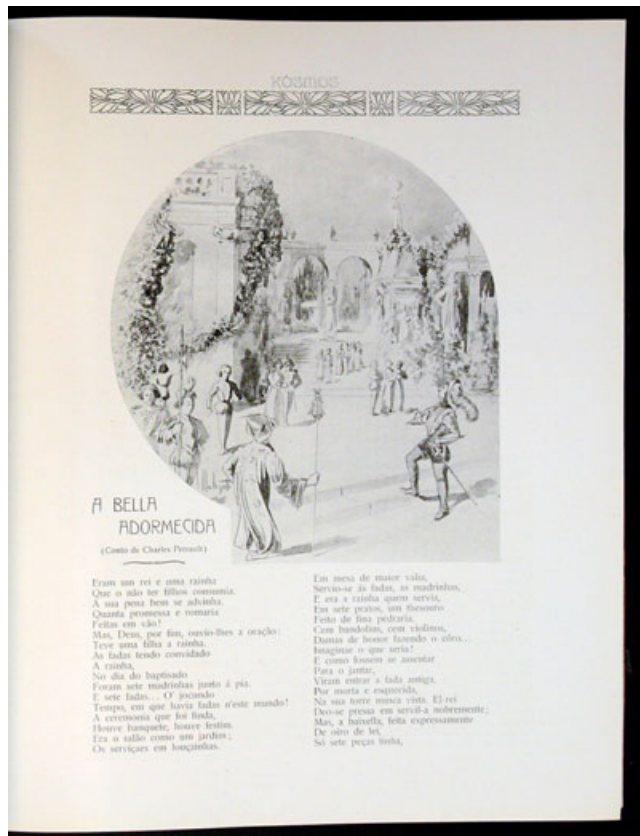 KÓSMOS
A BELLA
ADORMECIDA
(Conto de Charles Perrault)
Eram um rei e uma rainha
Que o não ter filhos consumia.
À sua pena bem se advinha.
Quanta promessa e romaria
Feitas em vão!
Mas, Deus, por fim, ouvio-lhes a oração;
Teve uma filha a rainha.
As fadas tendo convidado
A rainha,
No dia do baptisado
Foram sete madrinhas junto á pia.
E sete fadas... O' jocundo
Tempo, em que havia fadas n'este mundo!
A ceremonia que foi finda,
Houve banquete, houve festim.
Era o salão como um jardim;
Os serviçaes em louçainhas.
Em mesa de maior valia,
Servio-se ás fadas, ás madrinhas,
E era a rainha quem servia,
Em sete pratos, um thesouro
Feito de fina pedraria.
Cem bandolins, cem violinos,
Damas de honor fazendo o côro...
Imaginae o que seria!
E como fossem se assentar
Para o jantar,
Viram entrar a fada antiga,
Por morta e esquecida,
Na sua torre nunca vista. El-rei
Deo-se pressa em servil-a nobremente;
Mas, a baixella, feita expressamente
De oiro de lei,
Só sete peças tinha,